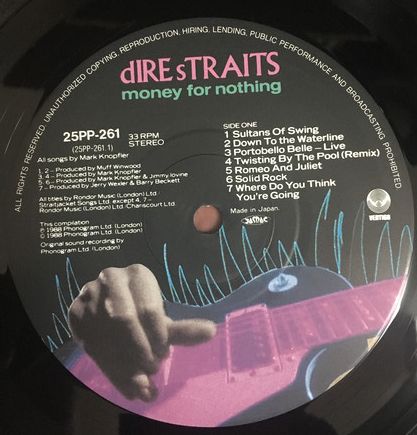 ALL RIGHTS RESERVED UNAUTHORIZED COPYING, REPRODUCTION, HIRING, LENDING, PUBLIC PERFORMANCE AND BROADCASTING PROHIBITED
dIRE sTRAITS
money for nothing
25PP-261
(25PP-261.1)
33 RPM
STEREO
All songs by Mark Knopfler
1, 2 – Produced by Muff Winwood
3, 4 – Produced by Mark Knopfler
5, 6 – Produced by Mark Knopfler & Jimmy Iovine
7 – Produced by Jerry Wexler & Barry Beckett
All titles by Rondor Music (London) Ltd./
Straitjacket Songs Ltd. except 4, 7 –
Rondor Music (London) Ltd. Chariscourt Ltd.
This compilation
℗ 1988 Phonogram Ltd. (London)
© 1988 Phonogram Ltd. (London)
Original sound recording by
Phonogram Ltd. (London)
SIDE ONE
1 Sultans Of Swing
2 Down To The Waterline
3 Portobello Belle – Live
4 Twisting By The Pool (Remix)
5 Romeo And Juliet
6 Solid Rock
7 Where Do You Think
You're Going
Made in Japan.
VERTIGO